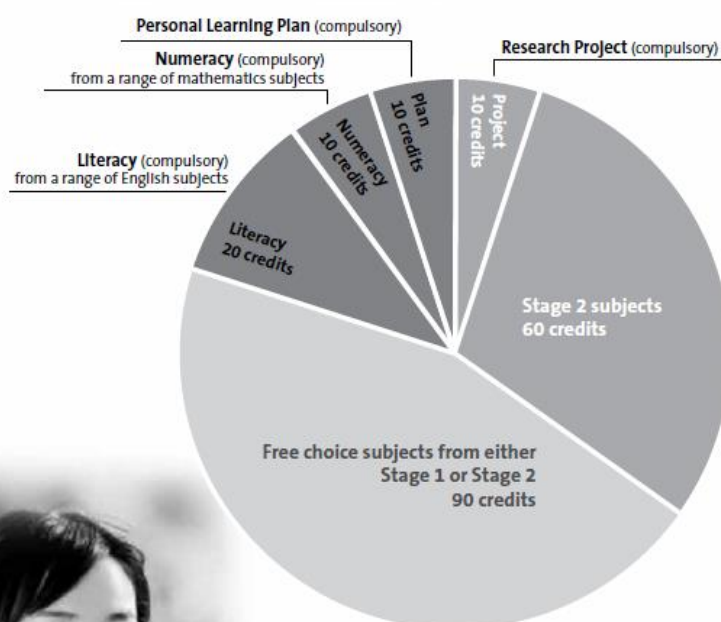 Personal Learning Plan (compulsory)
Numeracy (compulsory)
from a range of mathematics subjects
Literacy (compulsory)
from a range of English subjects
Research Project (compulsory)
Plan
10 credits
Project
10 credits
Numeracy
10 credits
Literacy
20 credits
Stage 2 subjects
60 credits
Free choice subjects from either
Stage 1 or Stage 2
90 credits